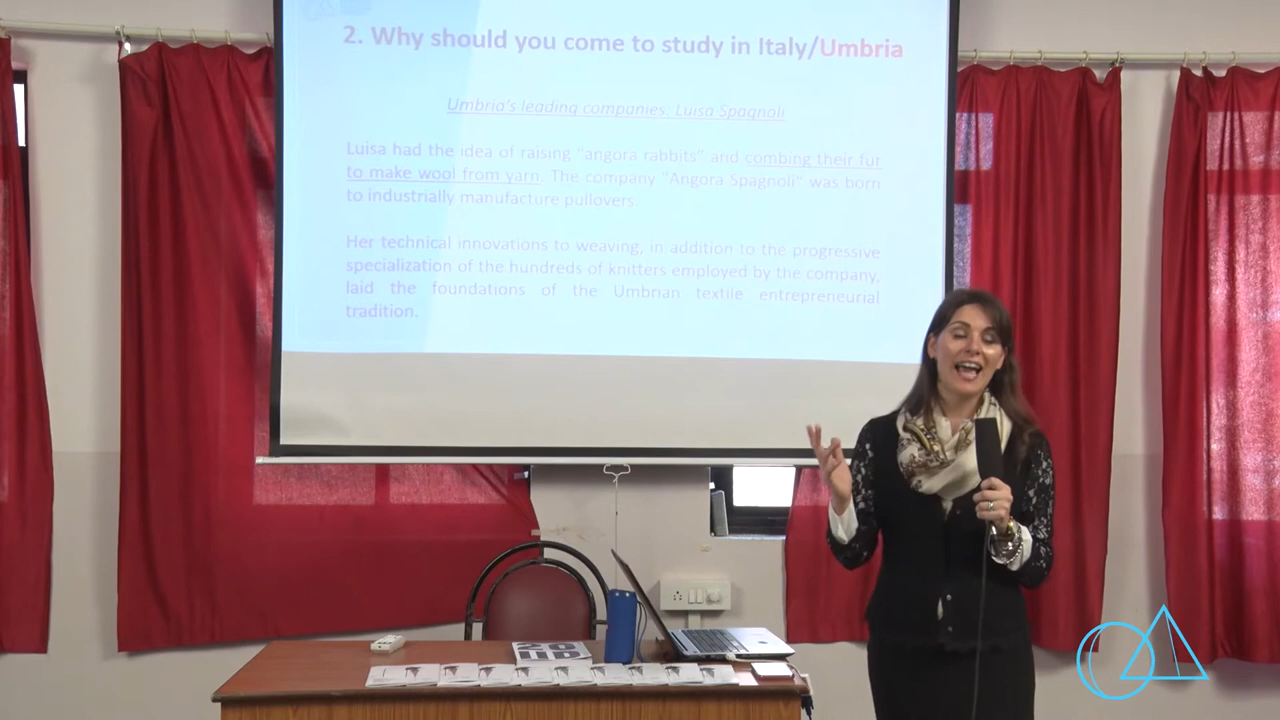 2. Why should you come to study in Italy/Umbria
Umbria's leading companies: Luisa Spagnoli
Luisa had the idea of raising "angora rabbits" and combing their fur
to make wool from yarn. The company "Angora Spagnoli" was born
to industrially manufacture pullovers.
Her technical innovations to weaving, in addition to the progressive
specialization of the hundreds of knitters employed by the company,
laid the foundations of the Umbrian textile entrepreneurial
tradition.